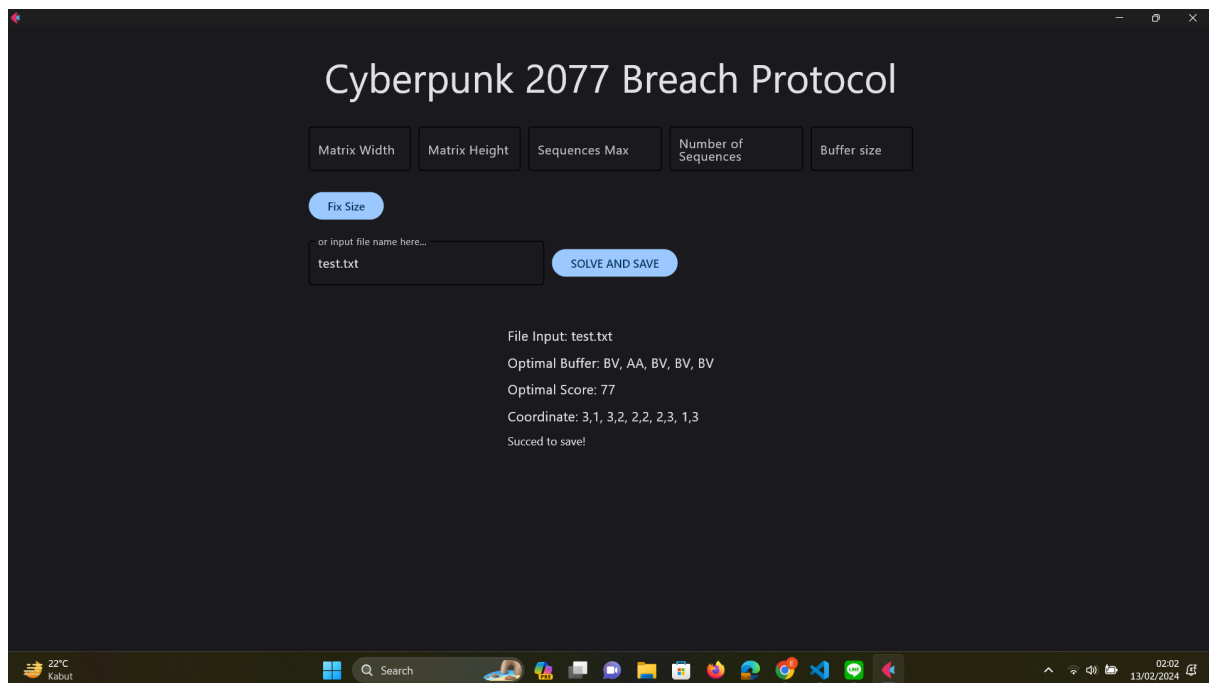 Cyberpunk 2077 Breach Protocol
Matrix Width
Matrix Height
Sequences Max
Number of
Sequences
Buffer size
Fix Size
or input file name here...
test.txt
SOLVE AND SAVE
File Input: test.txt
Optimal Buffer: BV, AA, BV, BV, BV
Optimal Score: 77
Coordinate: 3,1, 3,2, 2,2, 2,3, 1,3
Succed to save!
22°C
Kabut
Search
PRE
LINE
02:02
13/02/2024